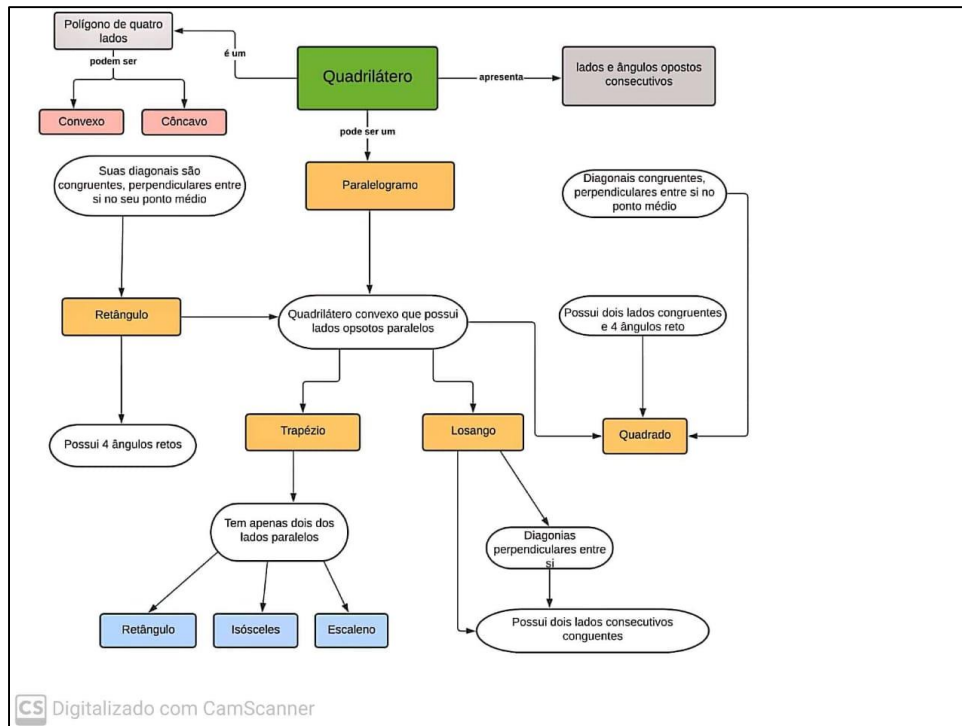 Polígono de quatro
lados
é um
podem ser
Quadrilátero
apresenta
lados e ângulos opostos
consecutivos
Convexo
Côncavo
pode ser um
Suas diagonais são
congruentes, perpendiculares entre
si no seu ponto médio
Paralelogramo
Diagonais congruentes,
perpendiculares entre si no
ponto médio
Retângulo
Quadrilátero convexo que possui
lados opsotos paralelos
Possui dois lados congruentes
e 4 ângulos reto
Possui 4 ângulos retos
Trapézio
Losango
Quadrado
Tem apenas dois dos
lados paralelos
Diagonias
perpendiculares entre
si
Retângulo
Isósceles
Escaleno
Possui dois lados consecutivos
conguentes
CS Digitalizado com CamScanner